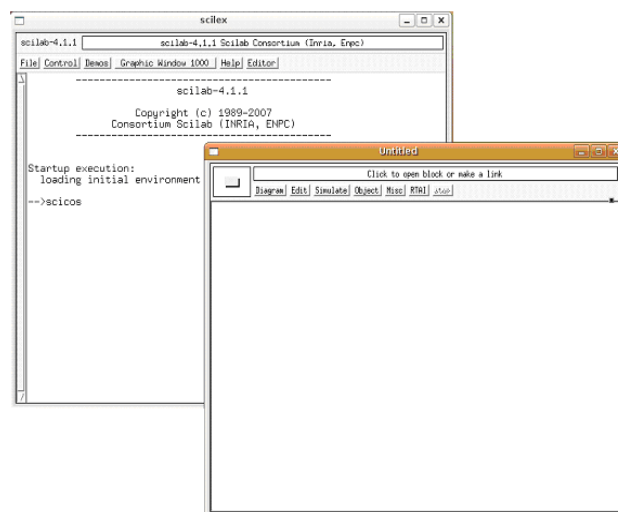 scilex
scilab-4.1.1 scilab-4.1.1 Scilab Consortium (Inria, Enpc)
File Control Demos Graphic Window 1000 Help Editor
-------------------------------------------
scilab-4.1.1
Copyright (c) 1989-2007
Consortium Scilab (INRIA, ENPC)
-------------------------------------------
Startup execution:
loading initial environment
-->scicos
Untitled
Click to open block or make a link
Diagram Edit Simulate Object Misc RTAI stop